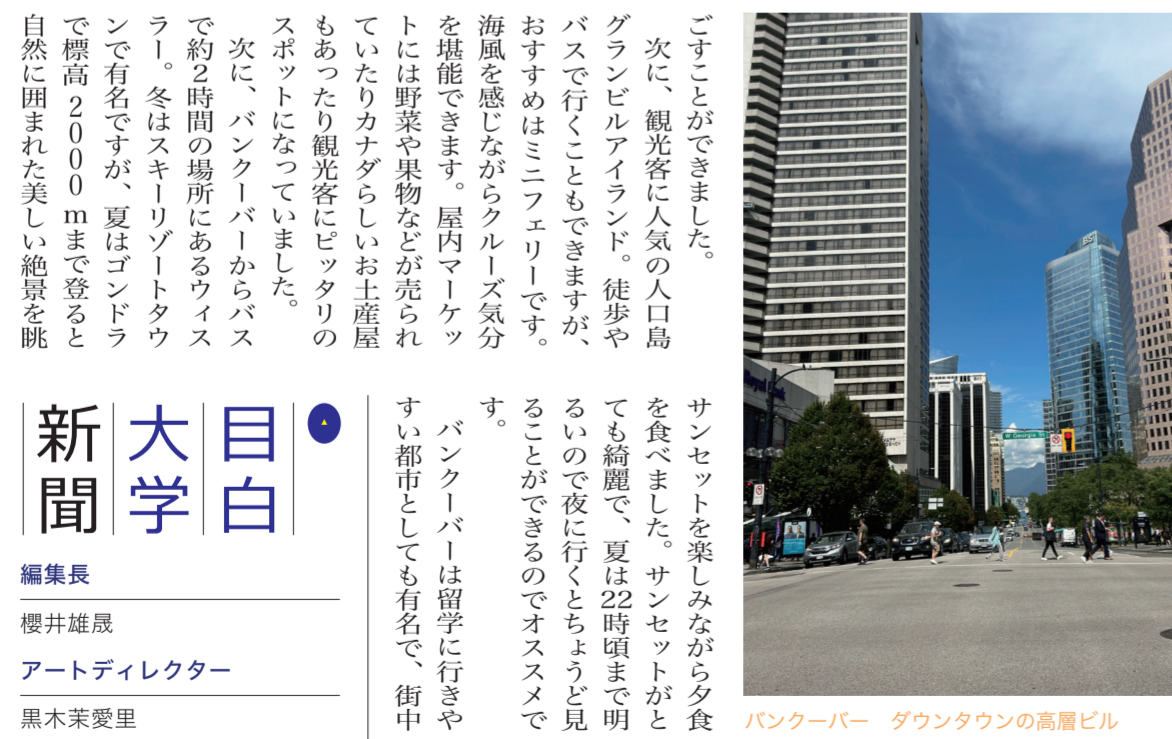 ごすことができました。
　次に、観光客に人気の人口島
グランビルアイランド。徒歩や
バスで行くこともできますが、
おすすめはミニフェリーです。
海風を感じながらクルーズ気分
を堪能できます。屋内マーケッ
トには野菜や果物などが売られ
ていたりカナダらしいお土産屋
もあったり観光客にピッタリの
スポットになっていました。
　次に、バンクーバーからバス
で約2時間の場所にあるウィス
ラー。冬はスキーリゾートタウ
ンで有名ですが、夏はゴンドラ
で標高2000mまで登ると
自然に囲まれた美しい絶景を眺
サンセットを楽しみながら夕食
を食べました。サンセットがと
ても綺麗で、夏は22時頃まで明
るいので夜に行くとちょうど見
ることができるのでオススメで
す。
　バンクーバーは留学に行きや
すい都市としても有名で、街中
目白
大学
新聞
編集長
櫻井雄晟
アートディレクター
黒木茉愛里
W Georgia St
バンクーバー　ダウンタウンの高層ビル